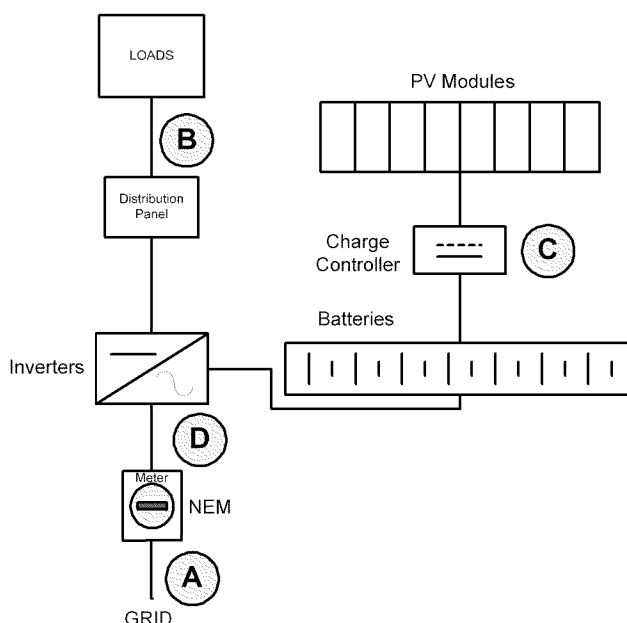 LOADS
B
Distribution
Panel
PV Modules
Charge
Controller
C
Batteries
Inverters
D
Meter
NEM
A
GRID